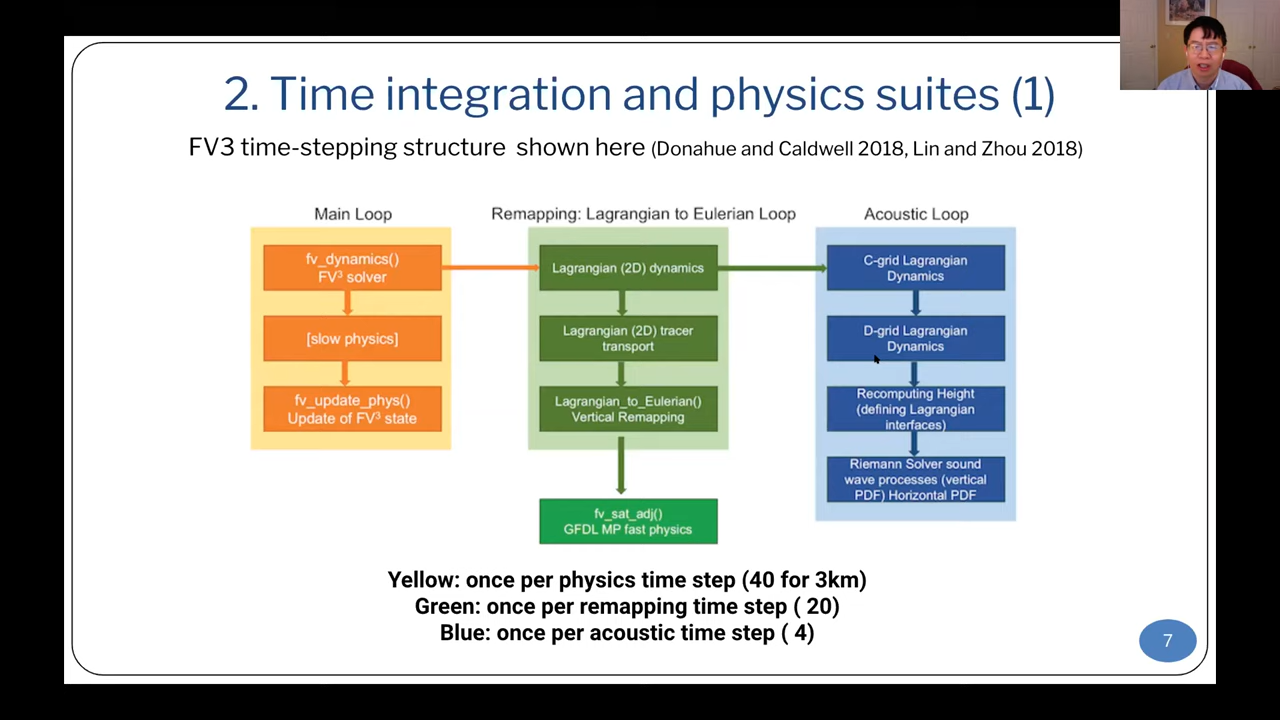 2. Time integration and physics suites (1)
FV3 time-stepping structure shown here (Donahue and Caldwell 2018, Lin and Zhou 2018)
Main Loop
fv_dynamics()
FV³ solver
[slow physics]
fv_update_phys()
Update of FV³ state
Remapping: Lagrangian to Eulerian Loop
Lagrangian (2D) dynamics
Lagrangian (2D) tracer
transport
Lagrangian_to_Eulerian()
Vertical Remapping
fv_sat_adj()
GFDL MP fast physics
Acoustic Loop
C-grid Lagrangian
Dynamics
D-grid Lagrangian
Dynamics
Recomputing Height
(defining Lagrangian
interfaces)
Riemann Solver sound
wave processes (vertical
PDF) Horizontal PDF
Yellow: once per physics time step (40 for 3km)
Green: once per remapping time step ( 20)
Blue: once per acoustic time step ( 4)
7